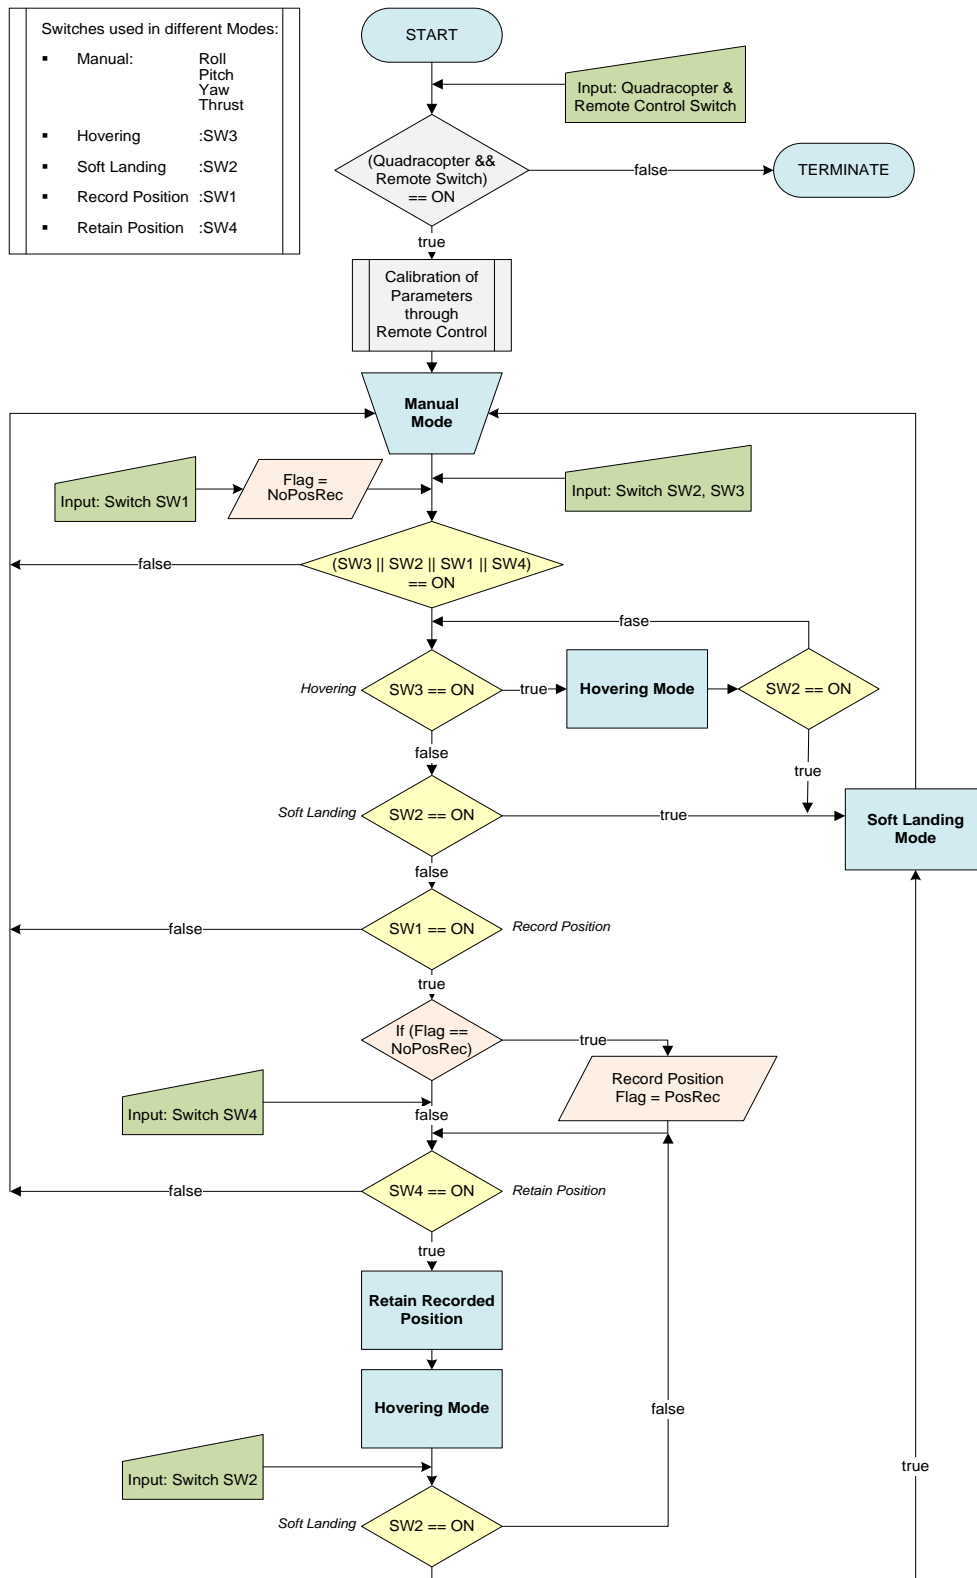 Switches used in different Modes:
▪ Manual: Roll
Pitch
Yaw
Thrust
▪ Hovering :SW3
▪ Soft Landing :SW2
▪ Record Position :SW1
▪ Retain Position :SW4
START
Input: Quadracopter &
Remote Control Switch
(Quadracopter &&
Remote Switch)
== ON
false
TERMINATE
true
Calibration of
Parameters
through
Remote Control
Manual
Mode
Input: Switch SW1
Flag =
NoPosRec
Input: Switch SW2, SW3
(SW3 || SW2 || SW1 || SW4)
== ON
false
fase
Hovering
SW3 == ON
true
Hovering Mode
SW2 == ON
false
true
Soft Landing
SW2 == ON
true
Soft Landing
Mode
false
false
SW1 == ON
Record Position
true
If (Flag ==
NoPosRec)
true
Record Position
Flag = PosRec
Input: Switch SW4
false
false
SW4 == ON
Retain Position
true
Retain Recorded
Position
Hovering Mode
false
Input: Switch SW2
true
Soft Landing
SW2 == ON